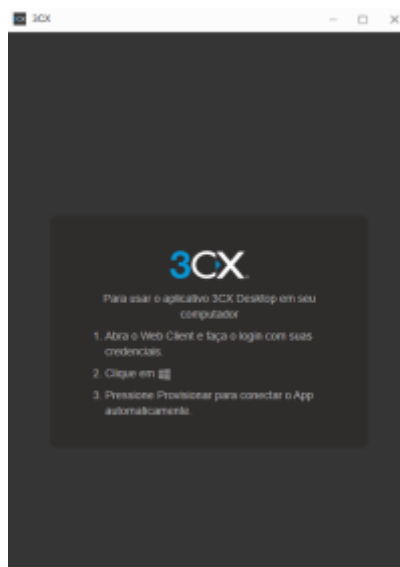 3CX
3CX
Para usar o aplicativo 3CX Desktop em seu
computador
1. Abra o Web Client e faça o login com suas
credenciais.
2. Clique em
3. Pressione Provisionar para conectar o App
automaticamente.